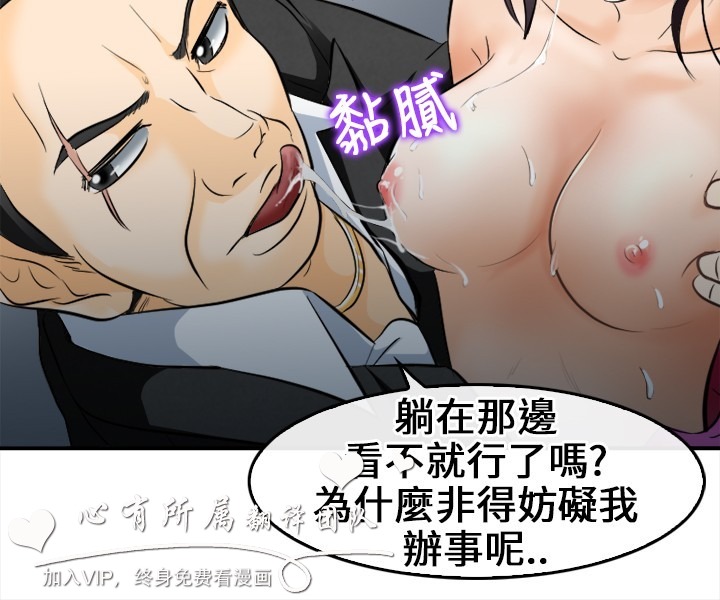 黏膩
躺在那邊
看不就行了嗎?
為什麼非得妨礙我
辦事呢..
心有所属翻译团队
加入VIP，终身免费看漫画